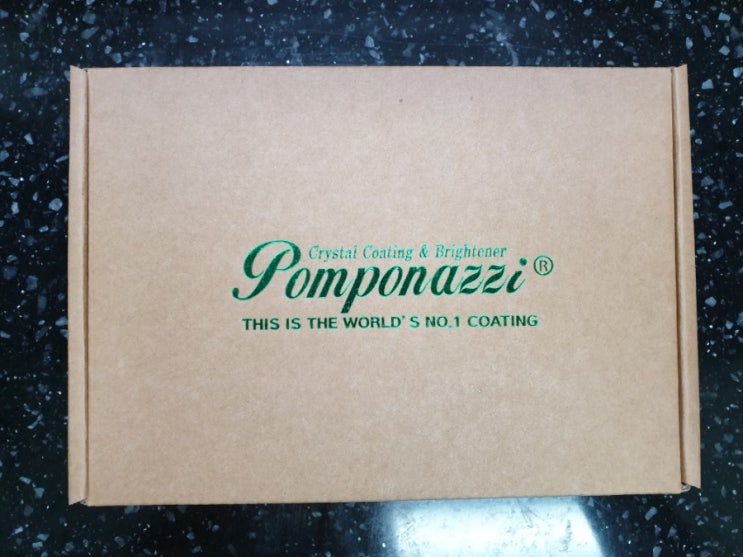 Crystal Coating & Brightener
Pomponazzi®
THIS IS THE WORLD'S NO.1 COATING